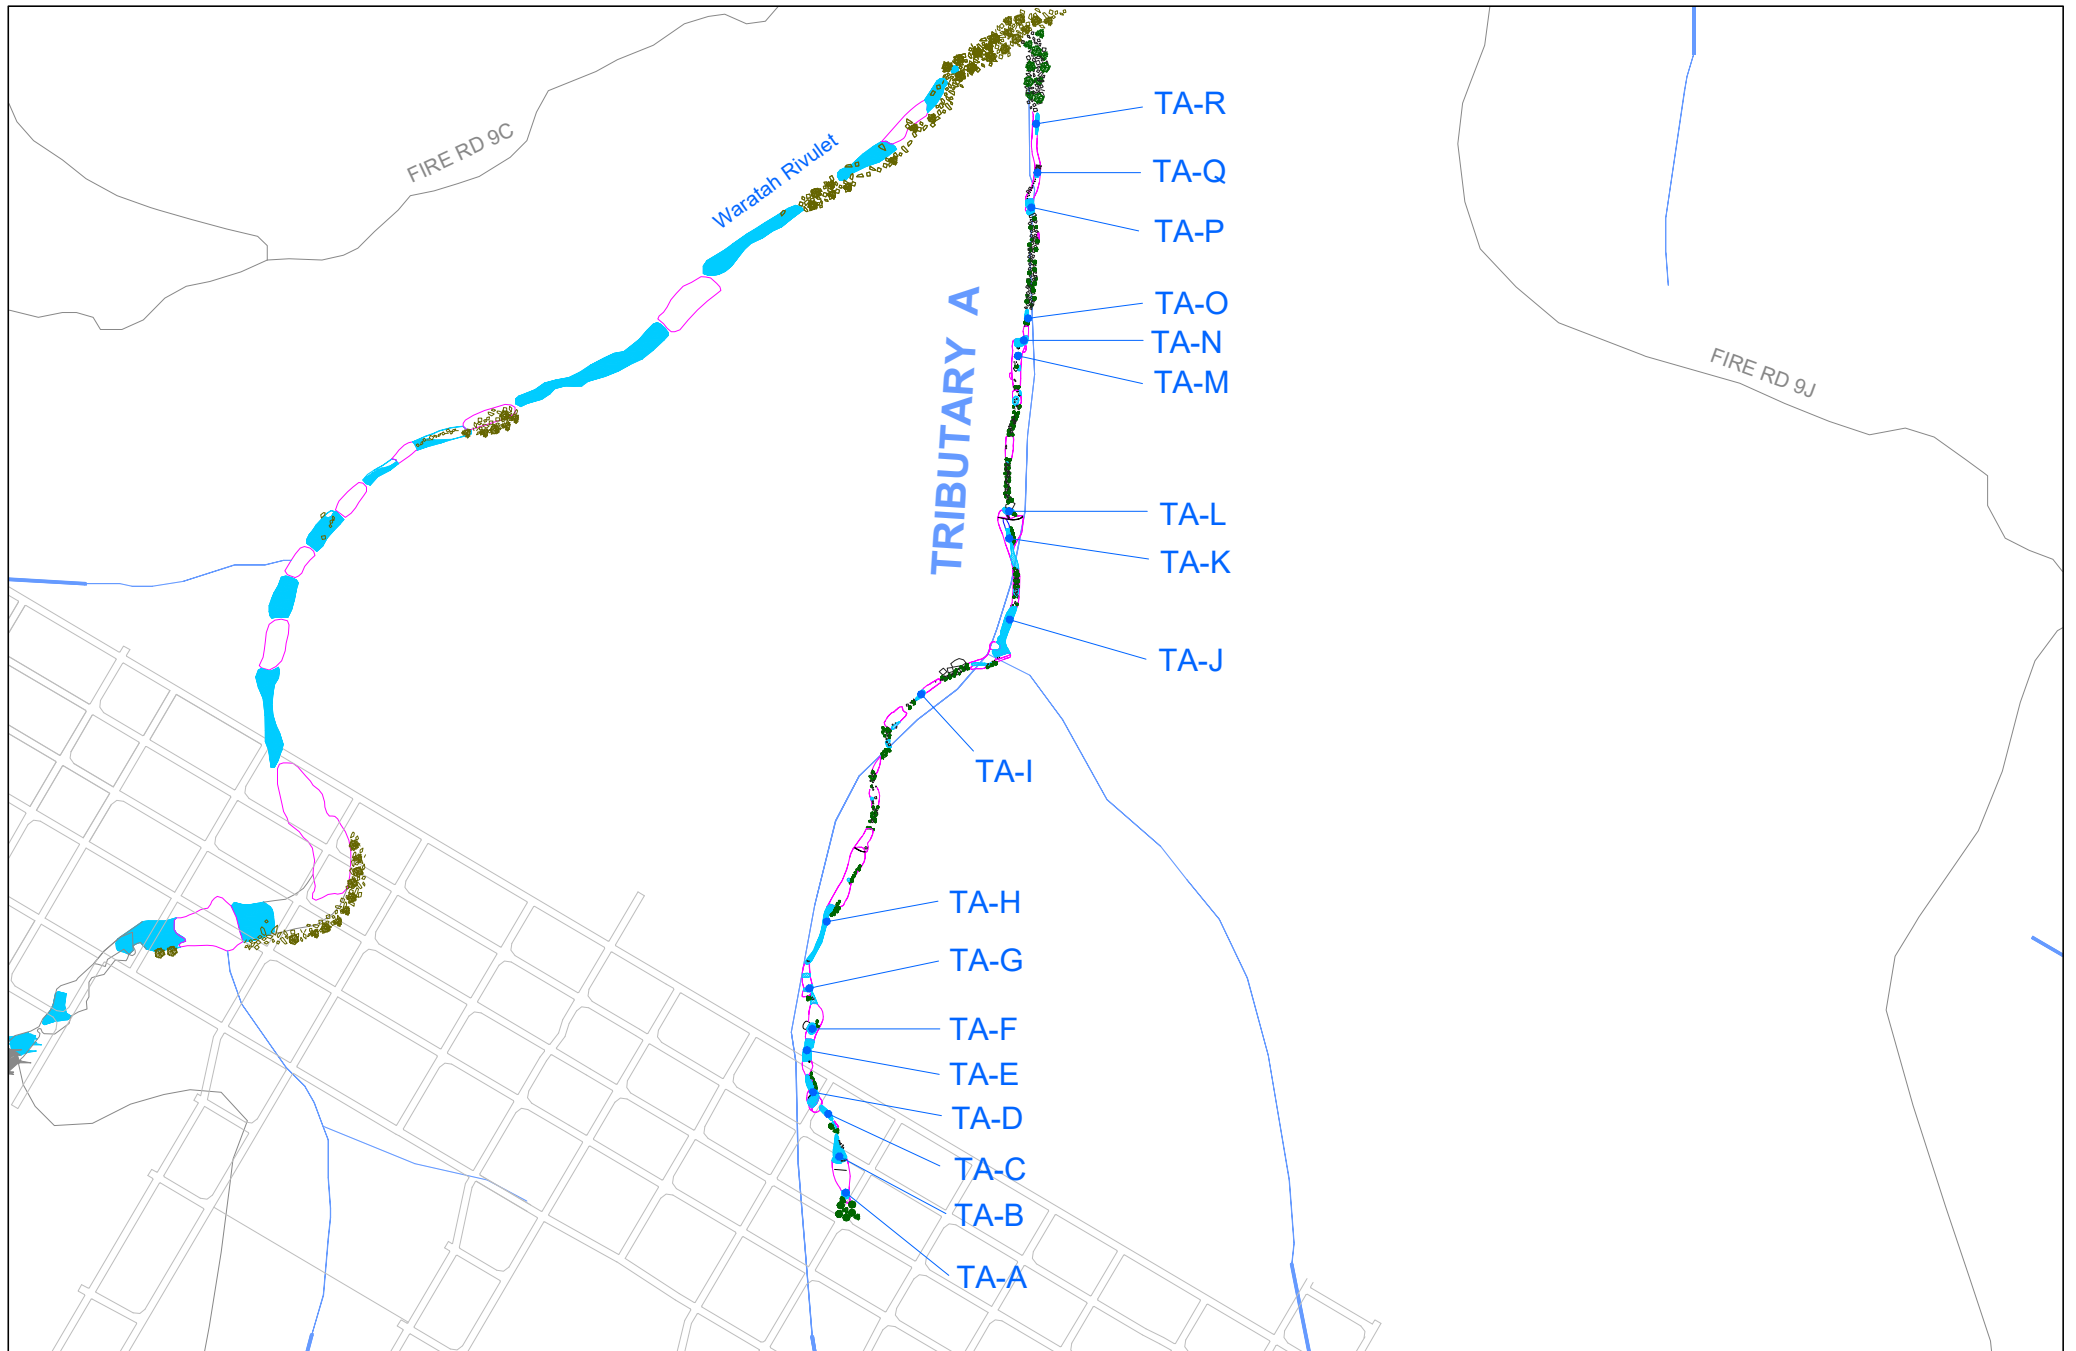 TA-R
FIRE RD 9C
Waratah Rivulet
TA-Q
TA-P
TRIBUTARY A
TA-O
TA-N
TA-M
FIRE RD 9J
TA-L
TA-K
TA-J
TA-I
TA-H
TA-G
TA-F
TA-E
TA-D
TA-C
TA-B
TA-A